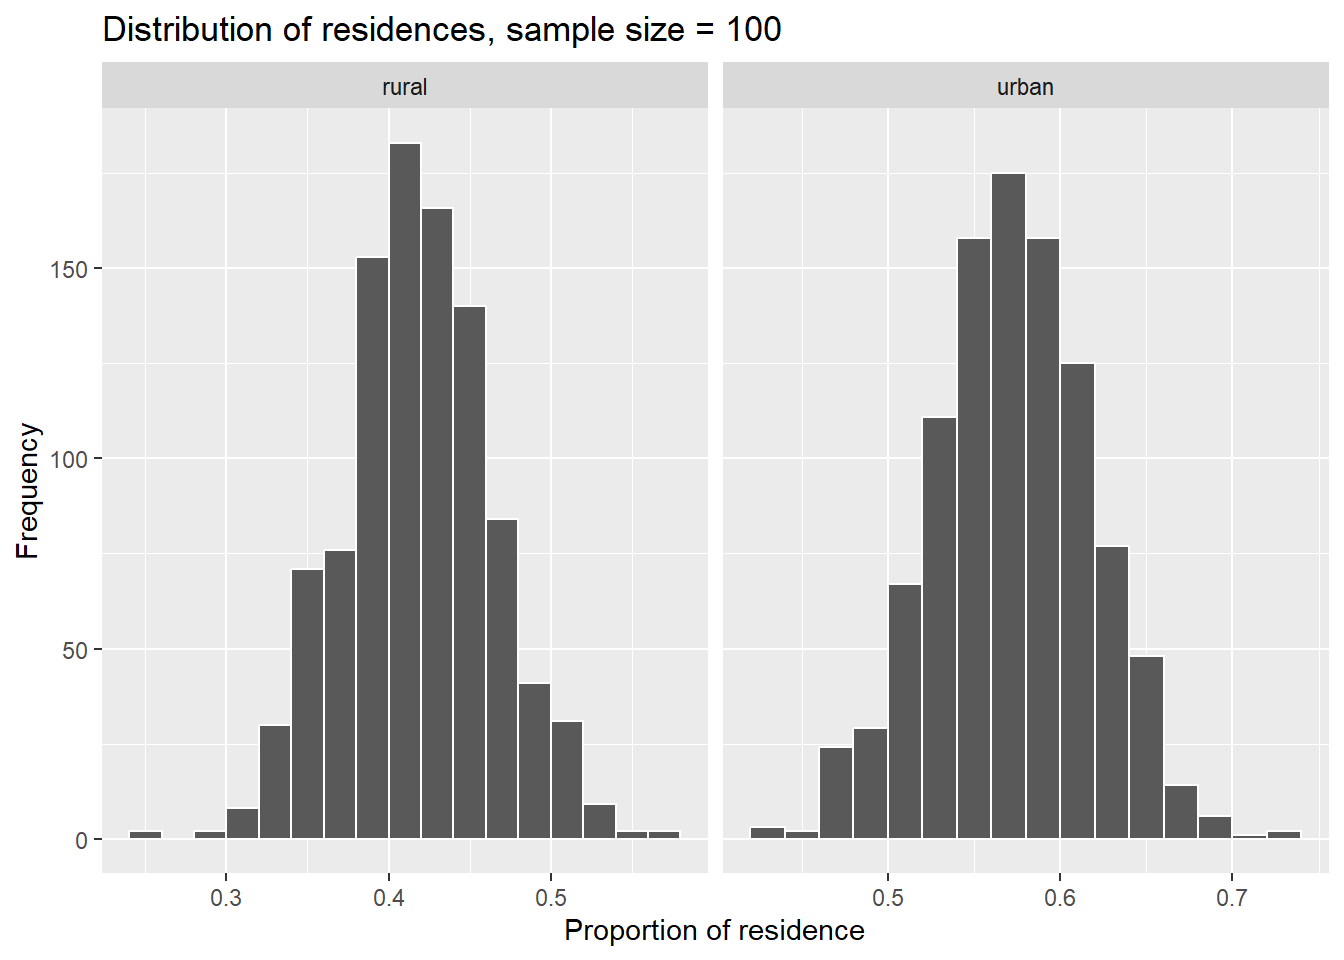 Distribution of residences, sample size = 100
rural
urban
Frequency
150
100
50
0
0.3 0.4 0.5
0.5 0.6 0.7
Proportion of residence